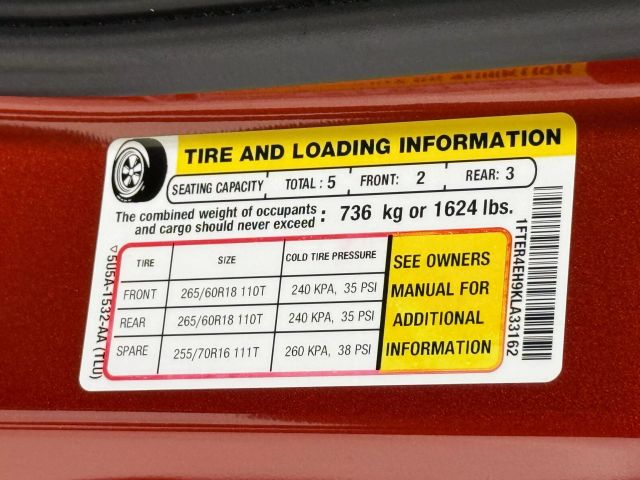 TIRE AND LOADING INFORMATION
SEATING CAPACITY TOTAL : 5 FRONT: 2 REAR: 3
The combined weight of occupants
and cargo should never exceed : 736 kg or 1624 lbs.
TIRE SIZE COLD TIRE PRESSURE
FRONT 265/60R18 110T 240 KPA, 35 PSI
REAR 265/60R18 110T 240 KPA, 35 PSI
SPARE 255/70R16 111T 260 KPA, 38 PSI
SEE OWNERS
MANUAL FOR
ADDITIONAL
INFORMATION
5U5A-1532-AA (TLU)
1FTER4EH9KLA33162